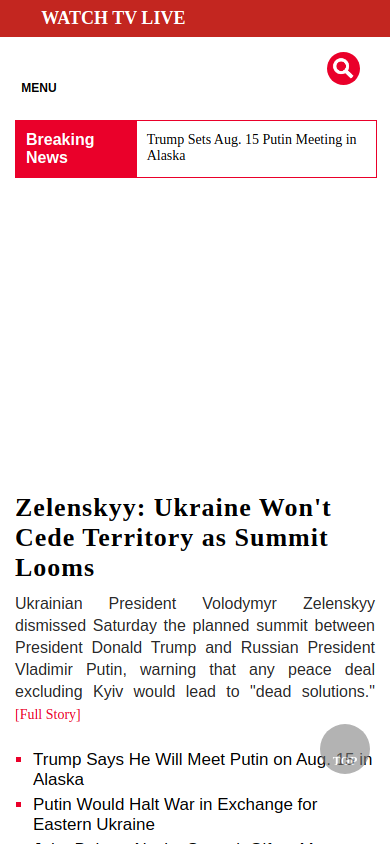 WATCH TV LIVE
MENU
Breaking
News
Trump Sets Aug. 15 Putin Meeting in
Alaska
Zelenskyy: Ukraine Won't
Cede Territory as Summit
Looms
Ukrainian President Volodymyr Zelenskyy
dismissed Saturday the planned summit between
President Donald Trump and Russian President
Vladimir Putin, warning that any peace deal
excluding Kyiv would lead to "dead solutions."
[Full Story]
Trump Says He Will Meet Putin on Aug. 15 in
Alaska
Putin Would Halt War in Exchange for
Eastern Ukraine